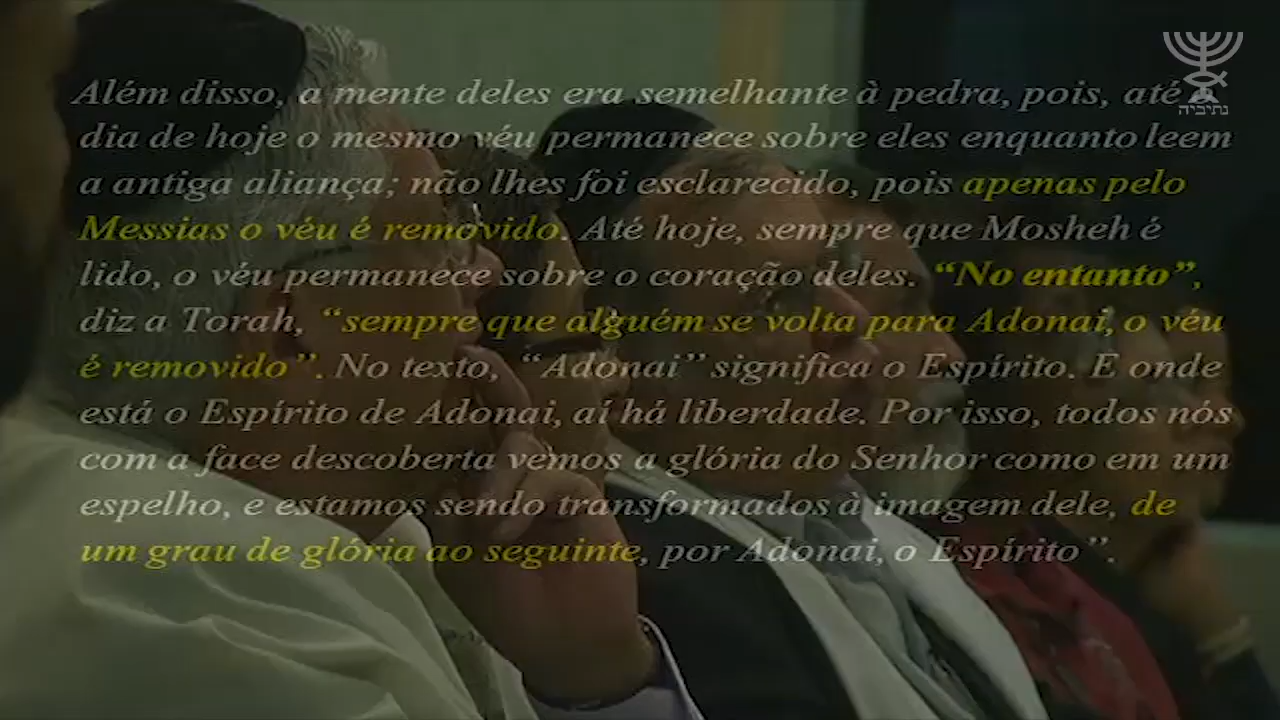 Além disso, a mente deles era semelhante à pedra, pois, até
dia de hoje o mesmo véu permanece sobre eles enquanto leem
a antiga aliança; não lhes foi esclarecido, pois apenas pelo
Messias o véu é removido. Até hoje, sempre que Mosheh é
lido, o véu permanece sobre o coração deles. “No entanto”,
diz a Torah, “sempre que alguém se volta para Adonai, o véu
é removido”. No texto, “Adonai” significa o Espírito. E onde
está o Espírito de Adonai, aí há liberdade. Por isso, todos nós
com a face descoberta vemos a glória do Senhor como em um
espelho, e estamos sendo transformados à imagem dele, de
um grau de glória ao seguinte, por Adonai, o Espírito”.
נתיביה